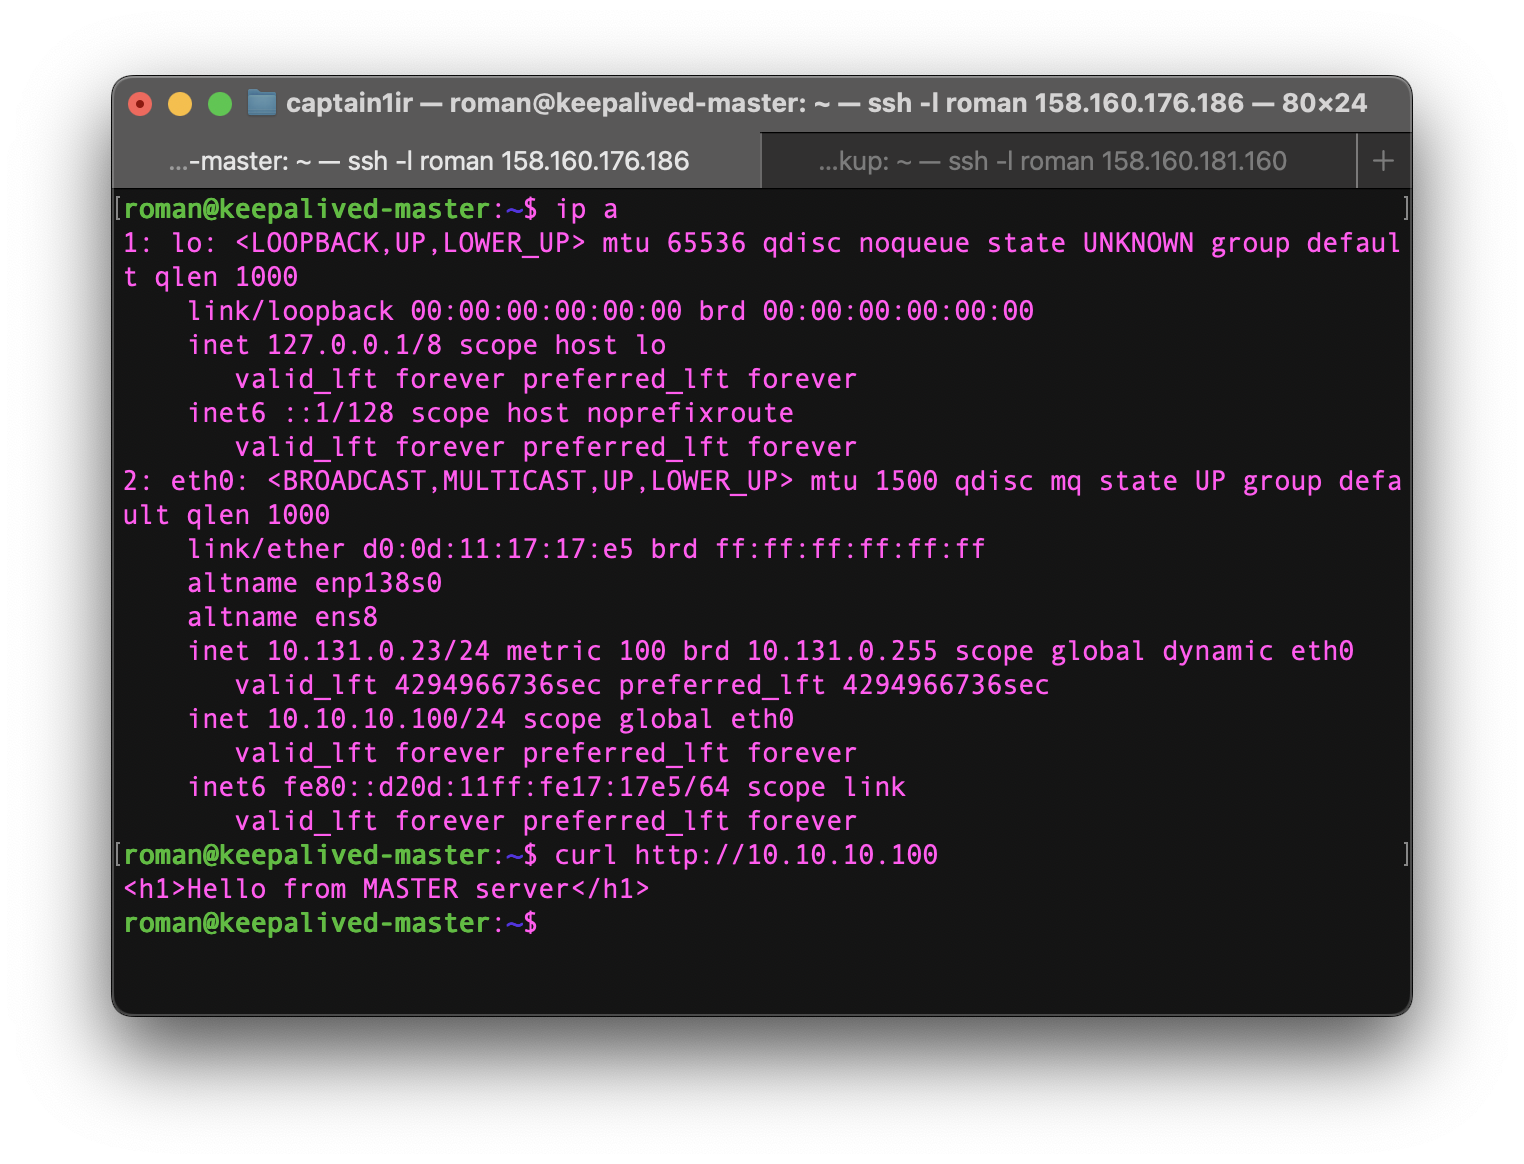 captain1ir — roman@keepalived-master: ~ — ssh -l roman 158.160.176.186 — 80×24
...-master: ~ — ssh -l roman 158.160.176.186
...kup: ~ — ssh -l roman 158.160.181.160
+
[roman@keepalived-master:~$ ip a ]
1: lo: <LOOPBACK,UP,LOWER_UP> mtu 65536 qdisc noqueue state UNKNOWN group defaul
t qlen 1000
    link/loopback 00:00:00:00:00:00 brd 00:00:00:00:00:00
    inet 127.0.0.1/8 scope host lo
       valid_lft forever preferred_lft forever
    inet6 ::1/128 scope host noprefixroute
       valid_lft forever preferred_lft forever
2: eth0: <BROADCAST,MULTICAST,UP,LOWER_UP> mtu 1500 qdisc mq state UP group defa
ult qlen 1000
    link/ether d0:0d:11:17:17:e5 brd ff:ff:ff:ff:ff:ff
    altname enp138s0
    altname ens8
    inet 10.131.0.23/24 metric 100 brd 10.131.0.255 scope global dynamic eth0
       valid_lft 4294966736sec preferred_lft 4294966736sec
    inet 10.10.10.100/24 scope global eth0
       valid_lft forever preferred_lft forever
    inet6 fe80::d20d:11ff:fe17:17e5/64 scope link
       valid_lft forever preferred_lft forever
[roman@keepalived-master:~$ curl http://10.10.10.100 ]
<h1>Hello from MASTER server</h1>
roman@keepalived-master:~$